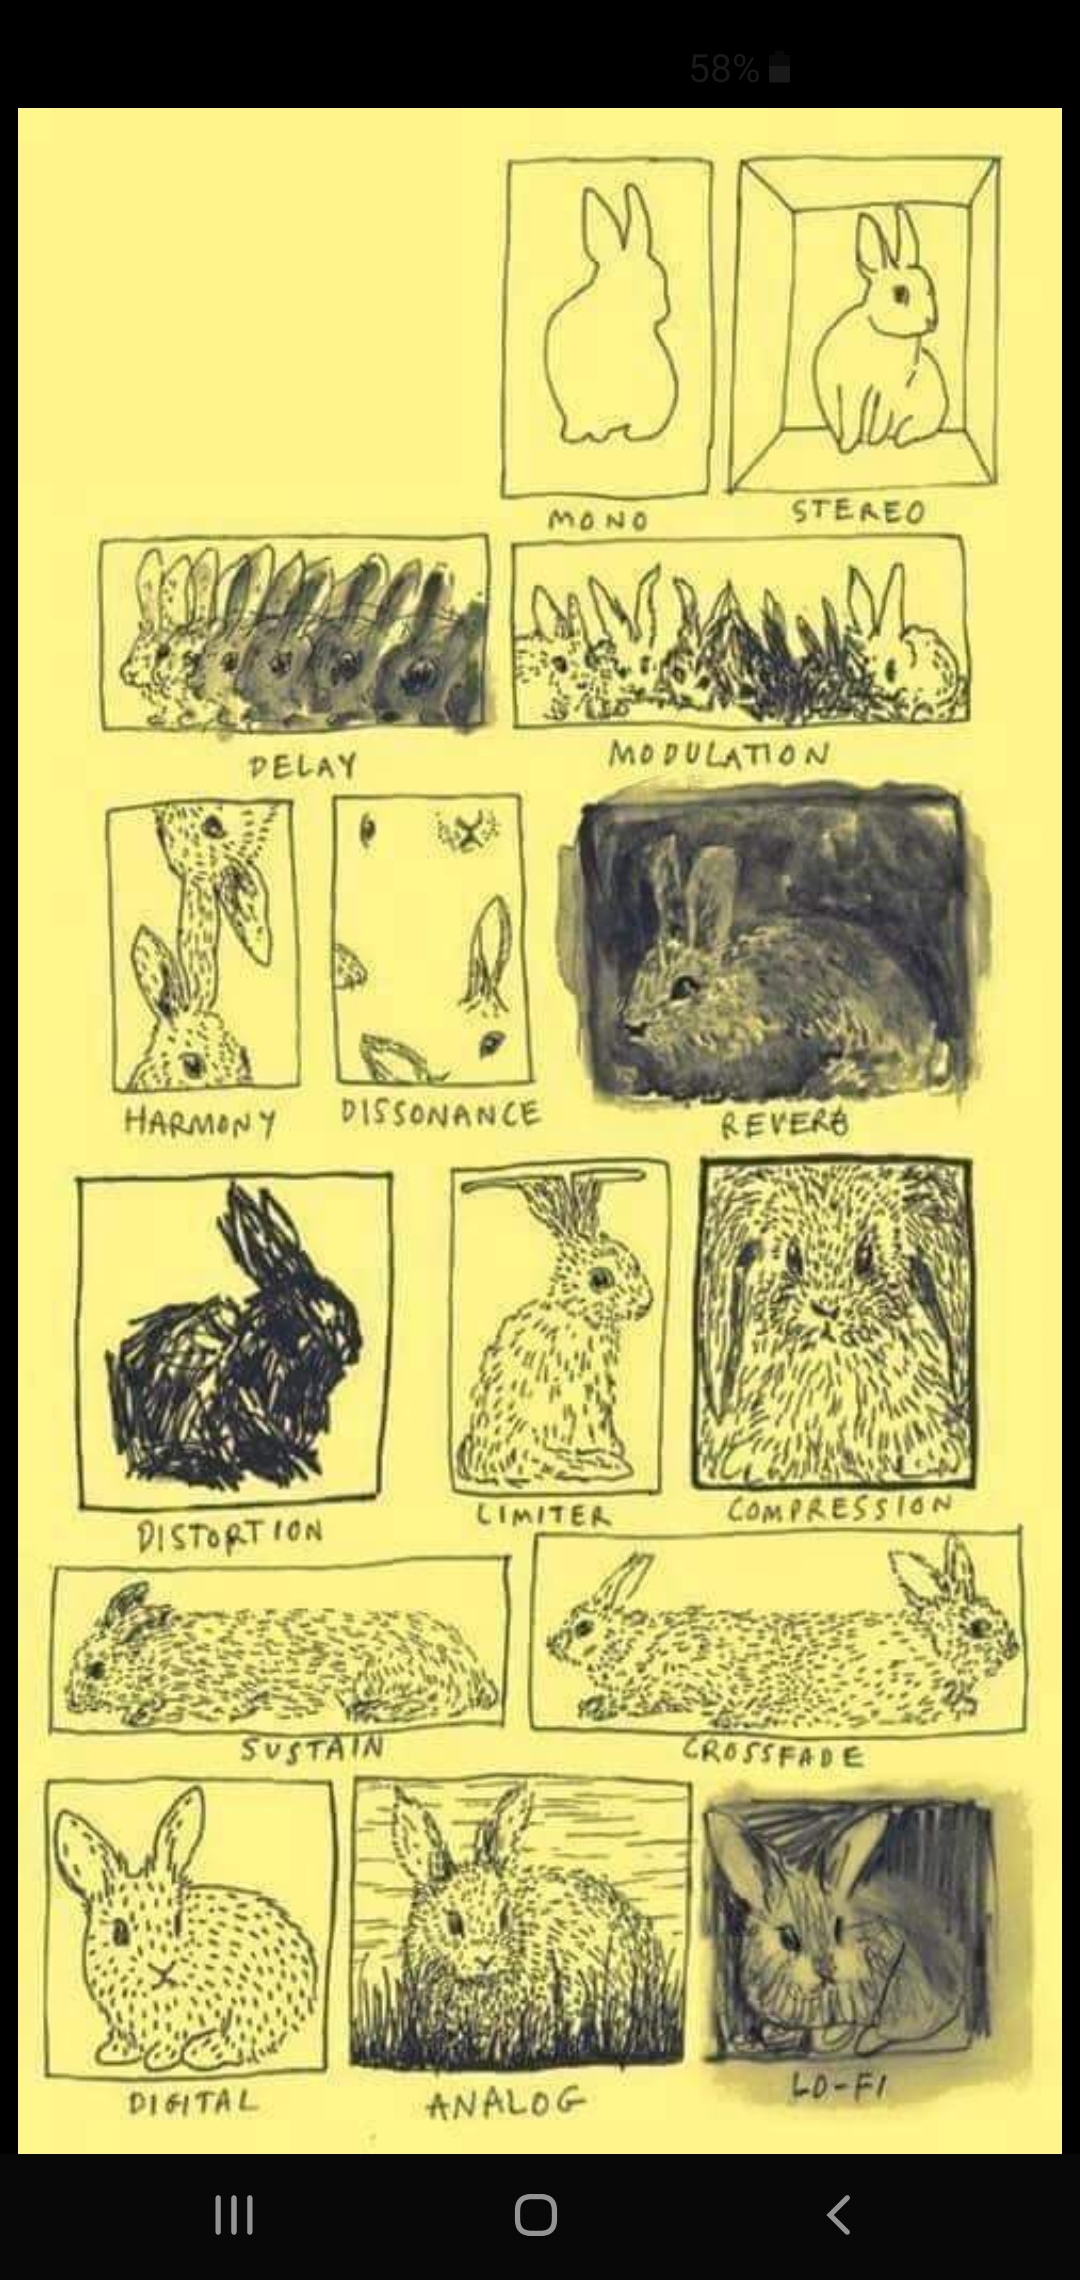 58%
MONO
STEREO
DELAY
MODULATION
HARMONY
DISSONANCE
REVERB
DISTORTION
LIMITER
COMPRESSION
SUSTAIN
CROSSFADE
DIGITAL
ANALOG
LO-FI